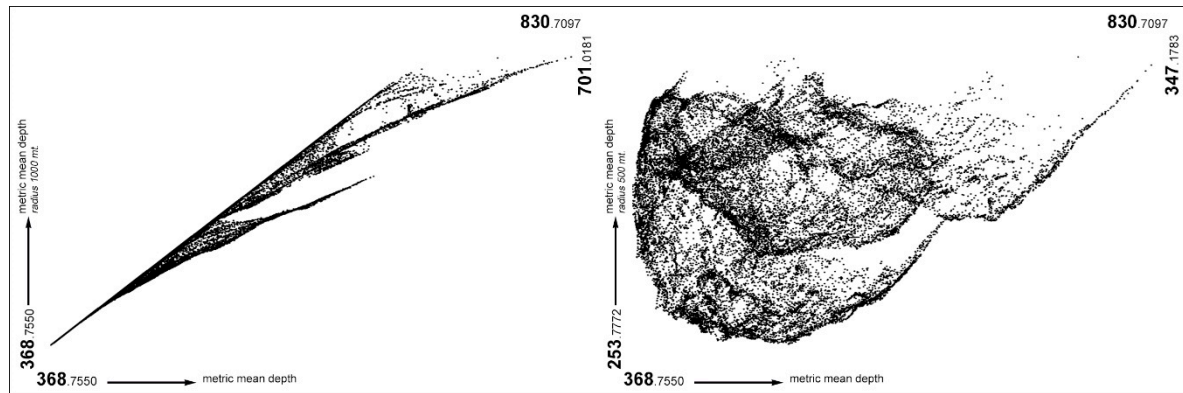 830.7097
701.0181
metric mean depth
radius 1000 mt.
368.7550
368.7550
metric mean depth
830.7097
347.1783
metric mean depth
radius 500 mt.
253.7772
368.7550
metric mean depth